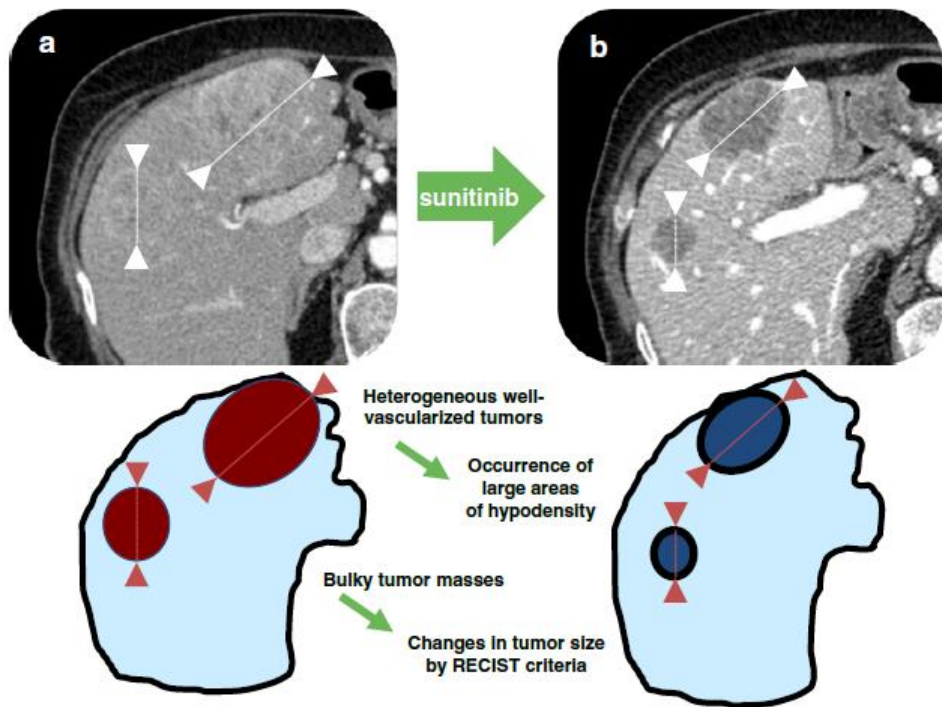 a
b
sunitinib
Heterogeneous well-
vascularized tumors
Occurrence of
large areas
of hypodensity
Bulky tumor masses
Changes in tumor size
by RECIST criteria